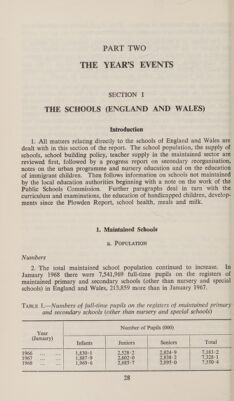 PART TWO
THE YEAR'S EVENTS
SECTION I
THE SCHOOLS (ENGLAND AND WALES)
Introduction
1. All matters relating directly to the schools of England and Wales are
dealt with in this section of the report. The school population, the supply of
schools, school building policy, teacher supply in the maintained sector are
reviewed first, followed by a progress report on secondary reorganisation,
notes on the urban programme and nursery education and on the education
of immigrant children. Then follows information on schools not maintained
by the local education authorities beginning with a note on the work of the
Public Schools Commission. Further paragraphs deal in turn with the
curriculum and examinations, the education of handicapped children, develop-
ments since the Plowden Report, school health, meals and milk.
1. Maintained Schools
a. POPULATION
Numbers
2. The total maintained school population continued to increase. In
January 1968 there were 7,541,969 full-time pupils on the registers of
maintained primary and secondary schools (other than nursery and special
schools) in England and Wales, 213,859 more than in January 1967.
TABLE 1.—Numbers of full-time pupils on the registers of maintained primary
and secondary schools (other than nursery and special schools)
Year (January) Number of Pupils (000)
Infants Juniors Seniors Total
1966 ... ... 1,830·1 2,528·2
1967 ... ... 1,887·9 2,602·0 2,838·2 7,328·1
1968 ... ... 1,969·6 2,895·0
28